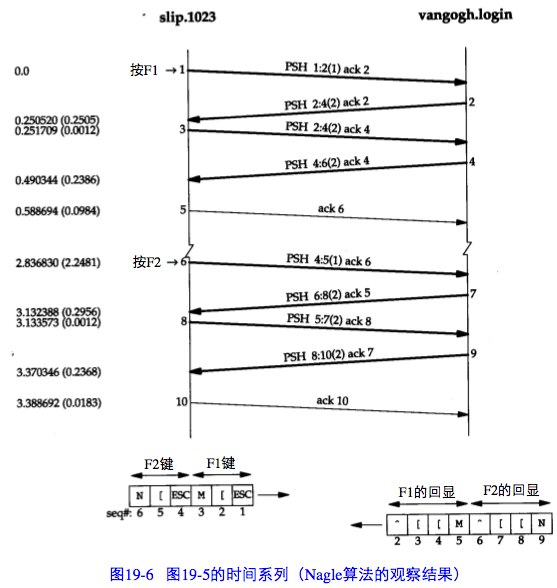 slip.1023
vangogh.login
0.0
按F1 → 1
PSH 1:2(1) ack 2
PSH 2:4(2) ack 2
2
0.250520 (0.2505)
0.251709 (0.0012)
3
PSH 2:4(2) ack 4
PSH 4:6(2) ack 4
4
0.490344 (0.2386)
0.588694 (0.0984)
5
ack 6
2.836830 (2.2481)
按F2 → 6
PSH 4:5(1) ack 6
PSH 6:8(2) ack 5
7
3.132388 (0.2956)
3.133573 (0.0012)
8
PSH 5:7(2) ack 8
PSH 8:10(2) ack 7
9
3.370346 (0.2368)
3.388692 (0.0183)
10
ack 10
F2键 F1键
N [ ESC M [ ESC
seq#: 6 5 4 3 2 1
F1的回显 F2的回显
^ [ [ M ^ [ [ N
2 3 4 5 6 7 8 9
图19-6 图19-5的时间系列（Nagle算法的观察结果）